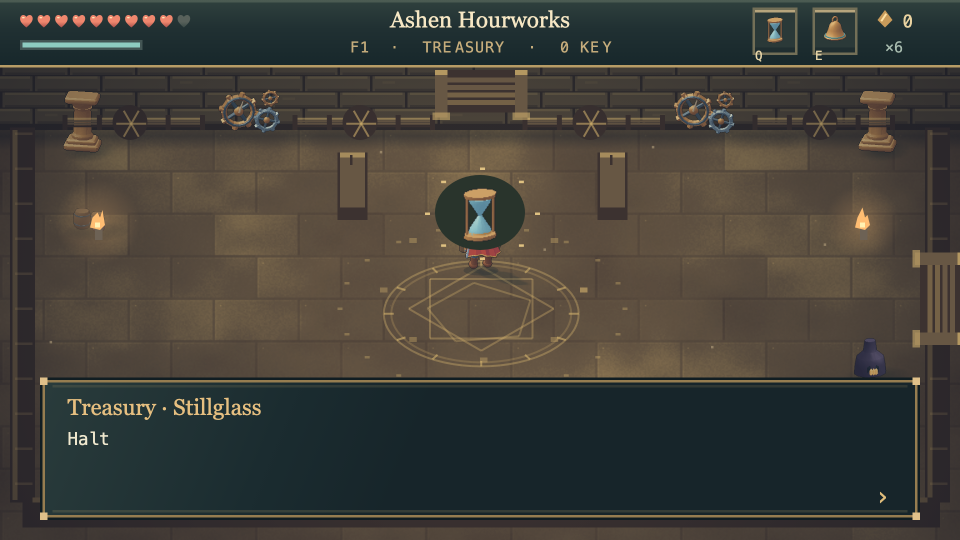 Ashen Hourworks
F1 · TREASURY · 0 KEY
Q
E
0
×6
Treasury · Stillglass
Halt